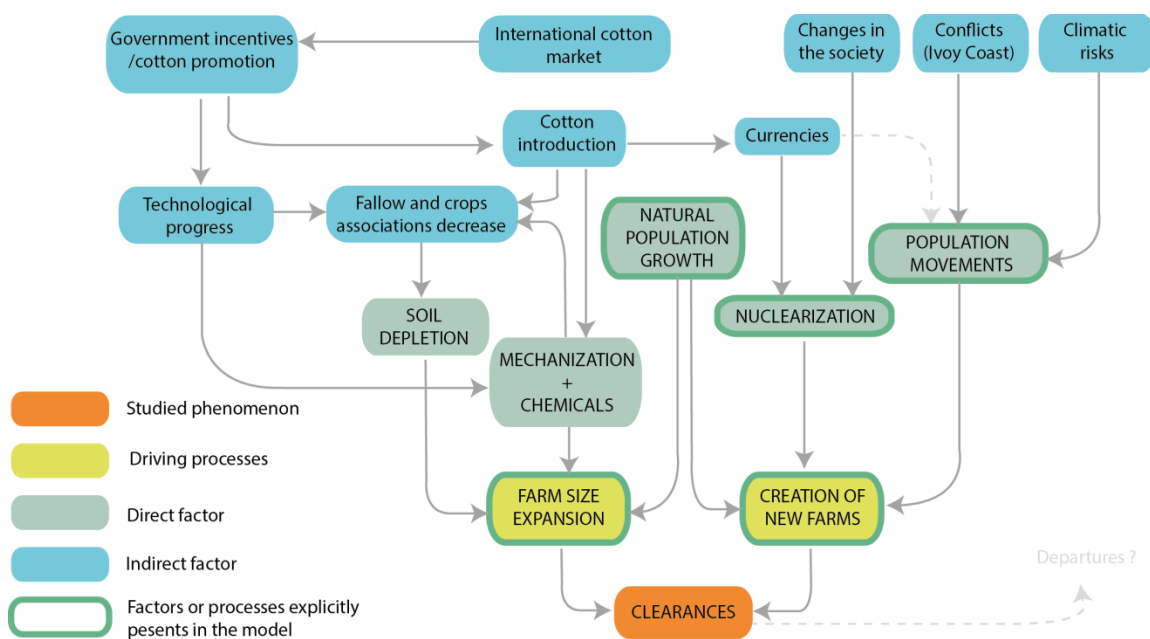 Government incentives
/cotton promotion
International cotton
market
Changes in
the society
Conflicts
(Ivoy Coast)
Climatic
risks
Cotton
introduction
Currencies
Technological
progress
Fallow and crops
associations decrease
NATURAL
POPULATION
GROWTH
POPULATION
MOVEMENTS
SOIL
DEPLETION
NUCLEARIZATION
MECHANIZATION
+
CHEMICALS
Studied phenomenon
Driving processes
Direct factor
Indirect factor
Factors or processes explicitly
pesents in the model
FARM SIZE
EXPANSION
CREATION OF
NEW FARMS
Departures ?
CLEARANCES